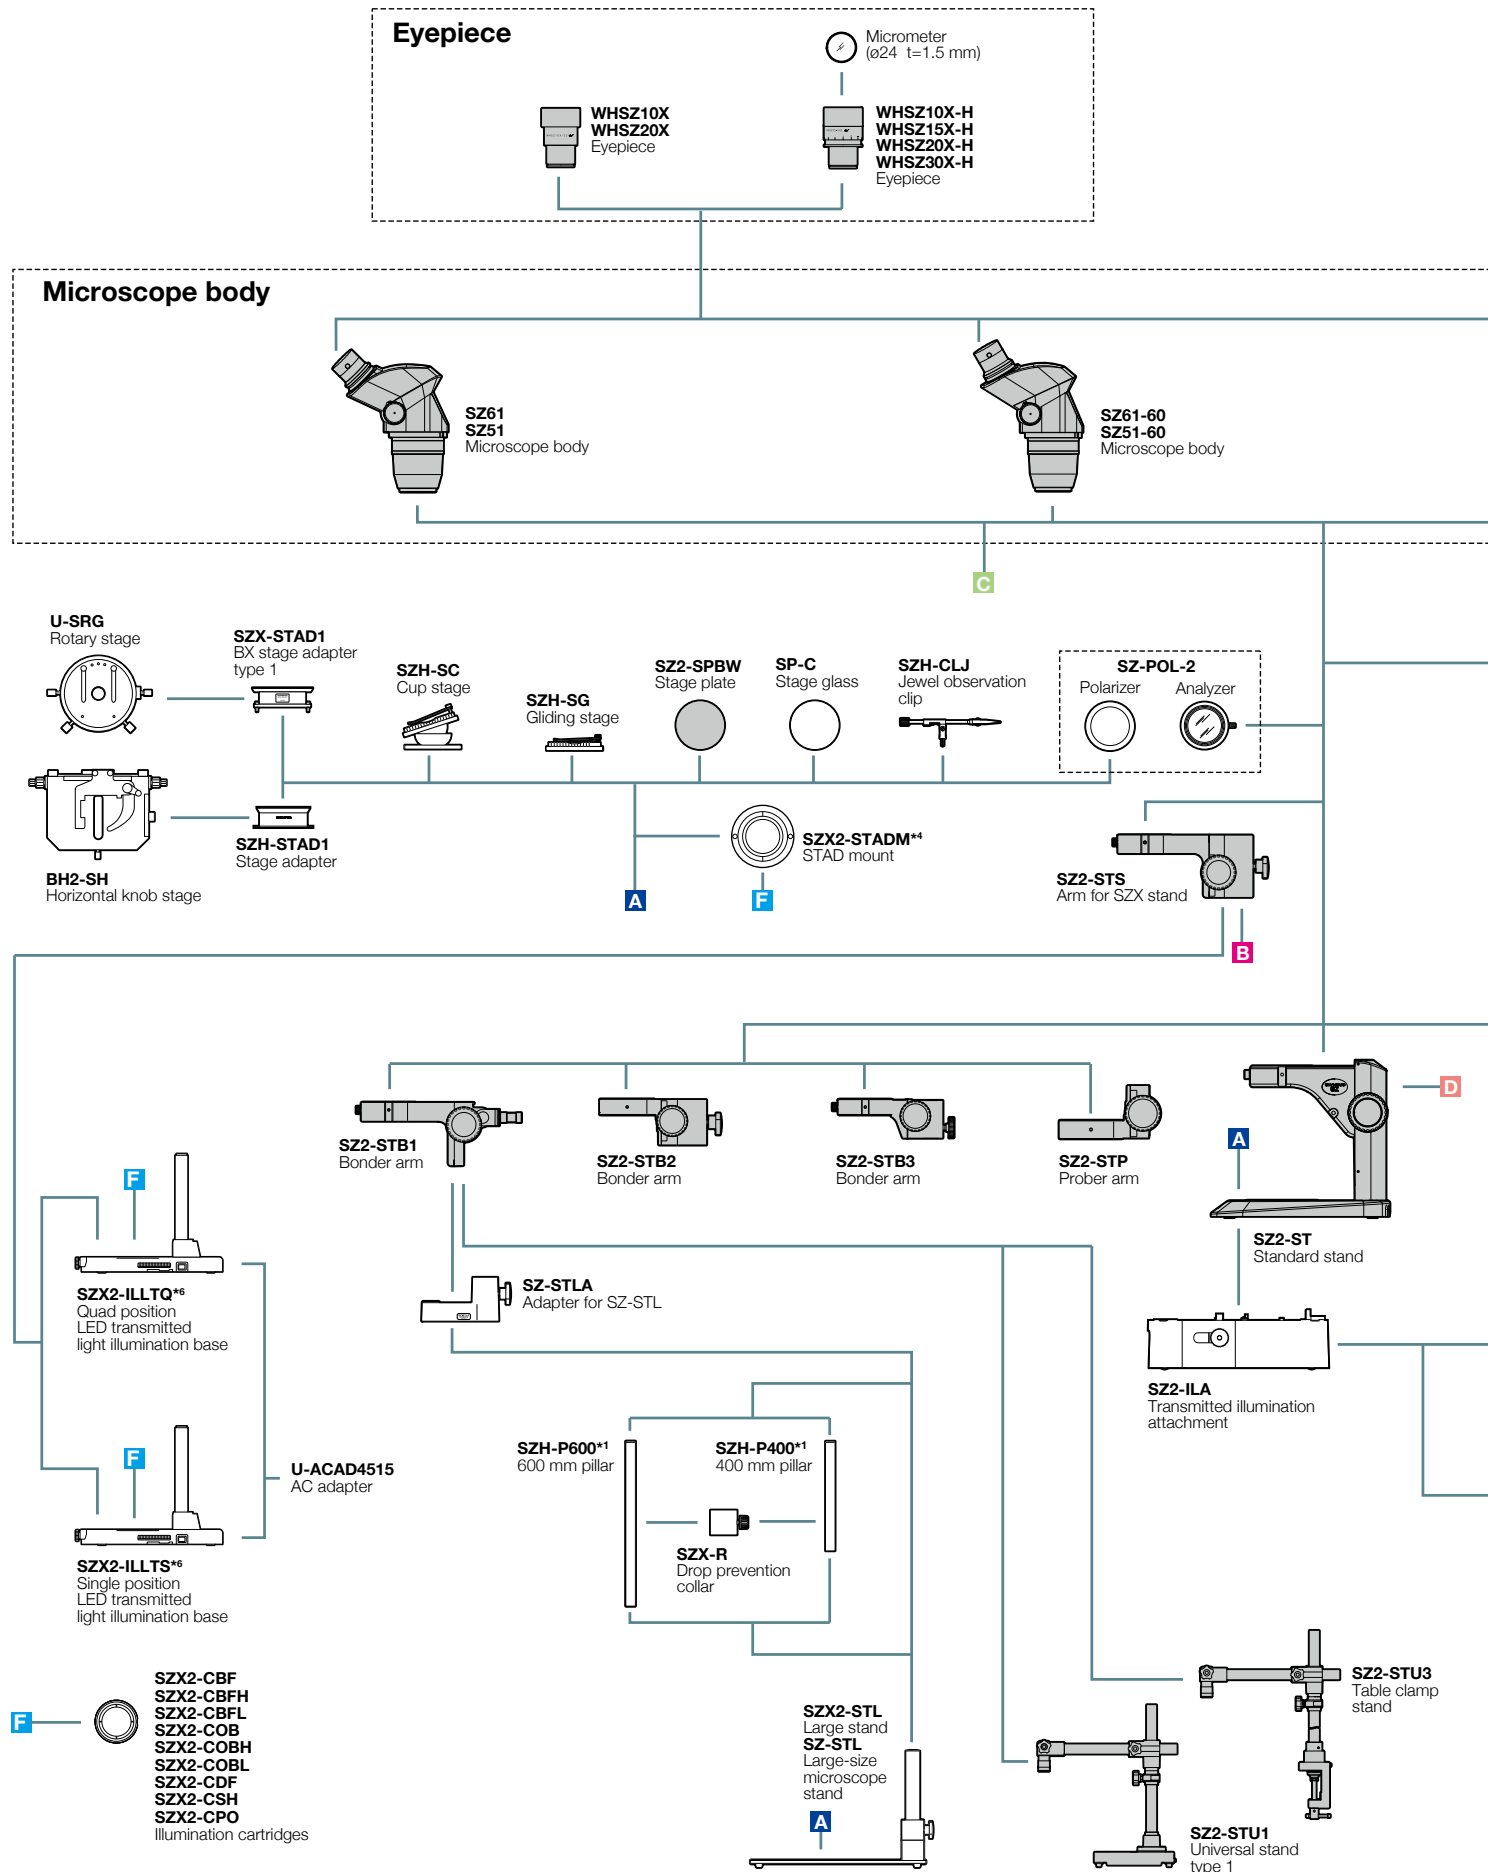 Eyepiece
Micrometer
(ø24 t=1.5 mm)
WHSZ10X
WHSZ20X
Eyepiece
WHSZ10X-H
WHSZ15X-H
WHSZ20X-H
WHSZ30X-H
Eyepiece
Microscope body
SZ61
SZ51
Microscope body
SZ61-60
SZ51-60
Microscope body
C
U-SRG
Rotary stage
SZX-STAD1
BX stage adapter
type 1
SZH-SC
Cup stage
SZH-SG
Gliding stage
SZ2-SPBW
Stage plate
SP-C
Stage glass
SZH-CLJ
Jewel observation
clip
SZ-POL-2
Polarizer
Analyzer
BH2-SH
Horizontal knob stage
SZH-STAD1
Stage adapter
SZX2-STADM*4
STAD mount
A
F
SZ2-STS
Arm for SZX stand
B
SZ2-STB1
Bonder arm
SZ2-STB2
Bonder arm
SZ2-STB3
Bonder arm
SZ2-STP
Prober arm
D
A
SZ2-ST
Standard stand
F
SZX2-ILLTQ*6
Quad position
LED transmitted
light illumination base
SZ-STLA
Adapter for SZ-STL
SZ2-ILA
Transmitted illumination
attachment
F
U-ACAD4515
AC adapter
SZX2-ILLTS*6
Single position
LED transmitted
light illumination base
SZH-P600*1
600 mm pillar
SZH-P400*1
400 mm pillar
SZX-R
Drop prevention
collar
F
SZX2-CBF
SZX2-CBFH
SZX2-CBFL
SZX2-COB
SZX2-COBH
SZX2-COBL
SZX2-CDF
SZX2-CSH
SZX2-CPO
Illumination cartridges
SZX2-STL
Large stand
SZ-STL
Large-size
microscope
stand
A
SZ2-STU3
Table clamp
stand
SZ2-STU1
Universal stand
type 1